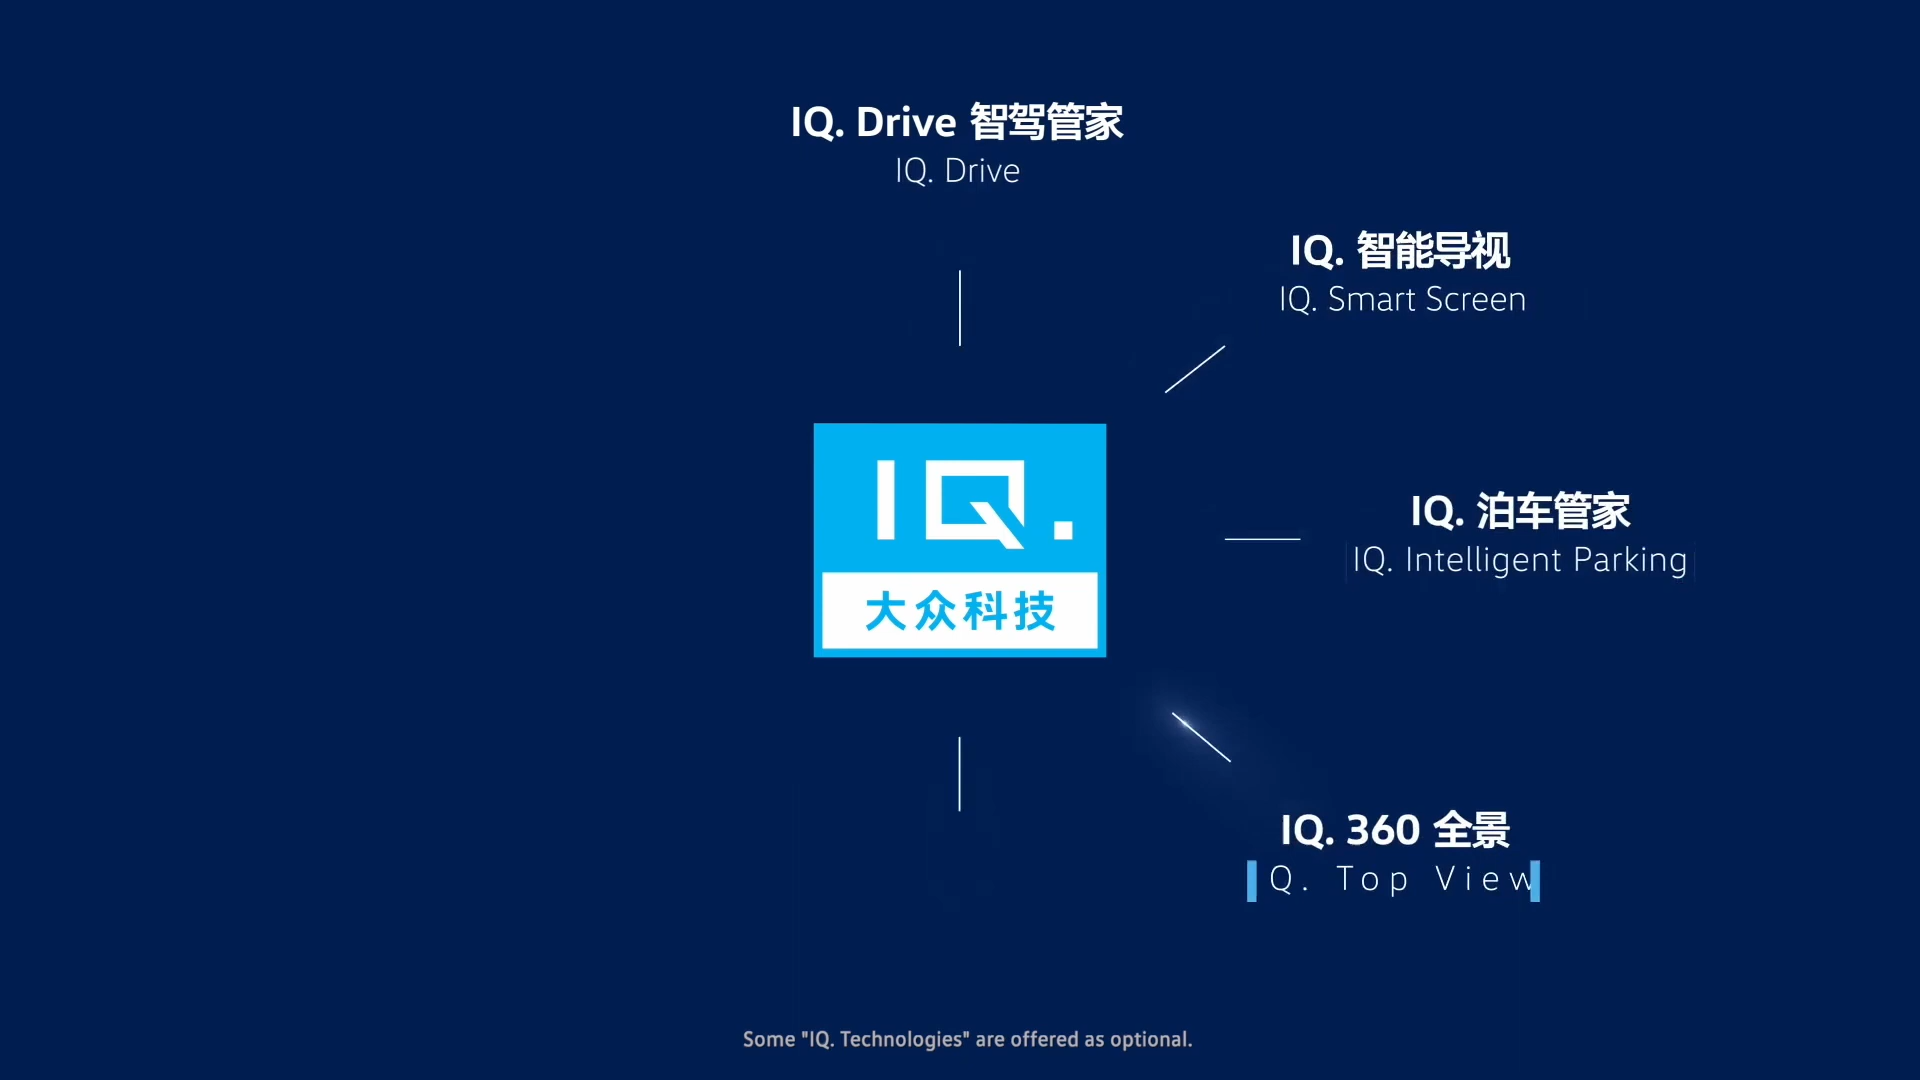 IQ. Drive 智驾管家
IQ. Drive
IQ. 智能导视
IQ. Smart Screen
IQ.
大众科技
IQ. 泊车管家
IQ. Intelligent Parking
IQ. 360 全景
Q. Top View
Some "IQ. Technologies" are offered as optional.